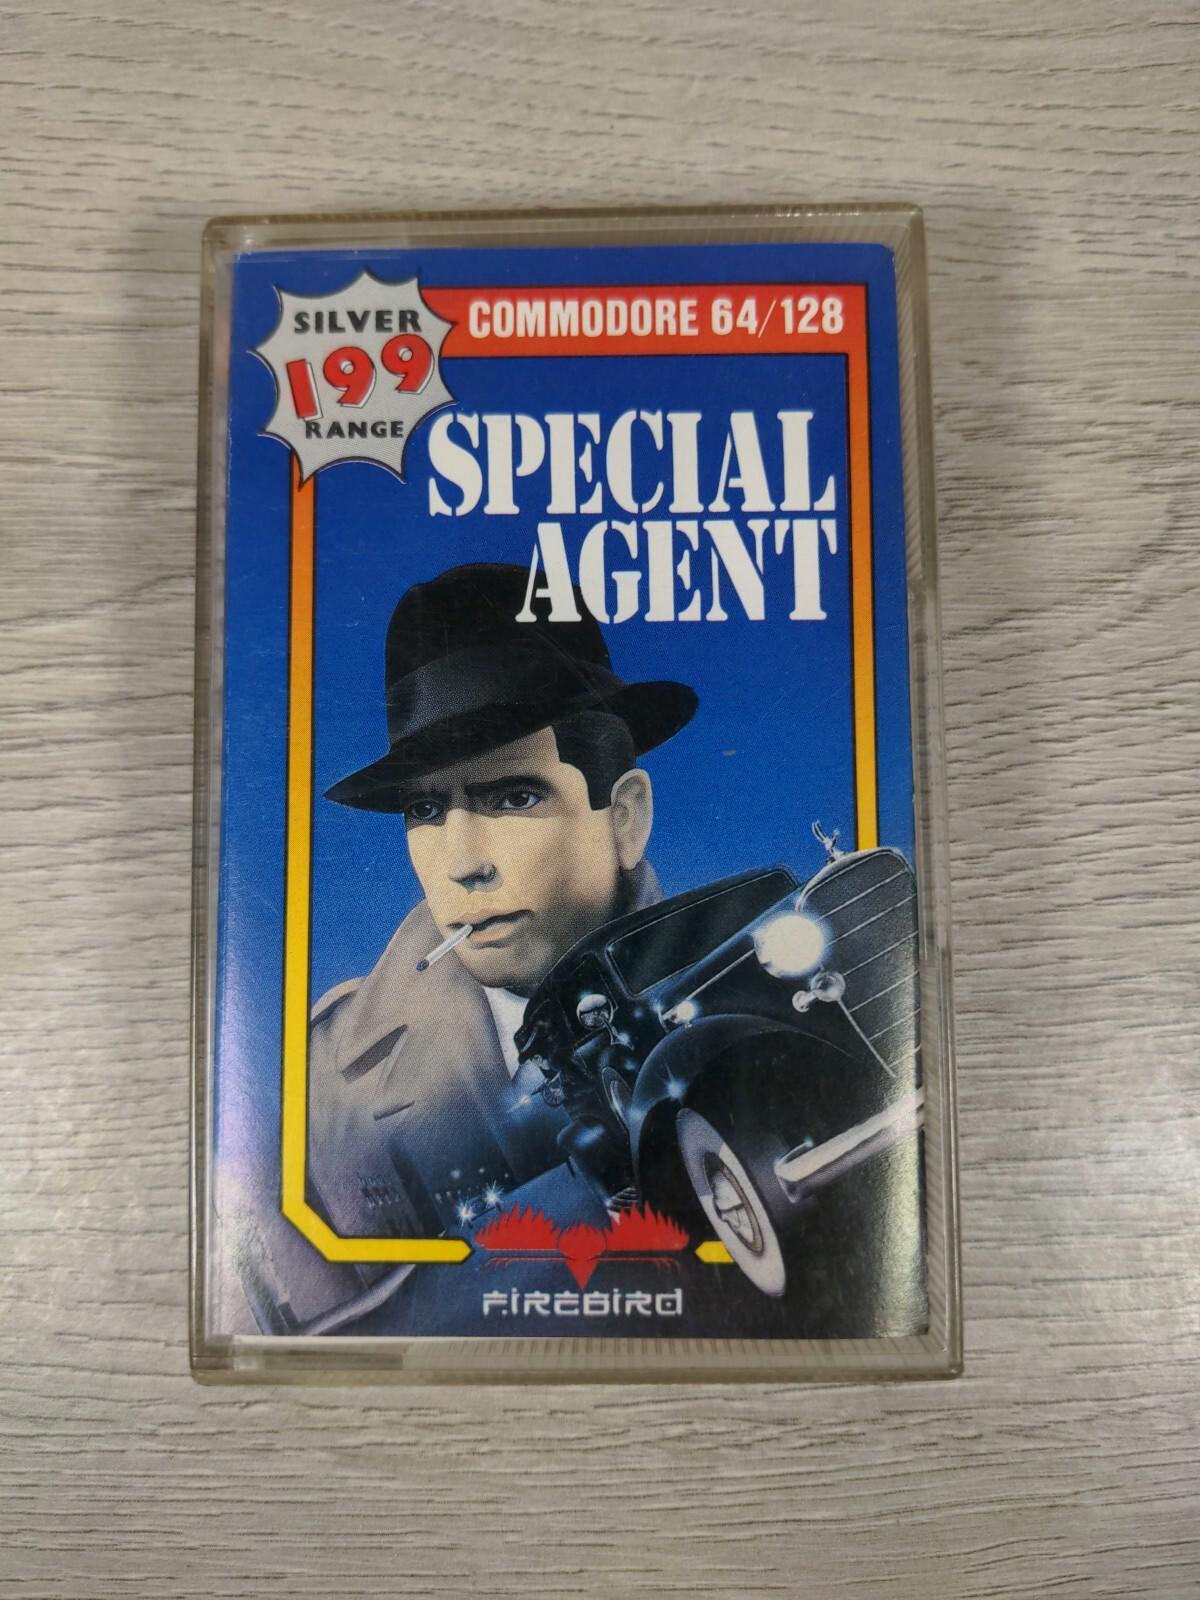 SILVER
199
RANGE
COMMODORE 64/128
SPECIAL
AGENT
FIREBIRD